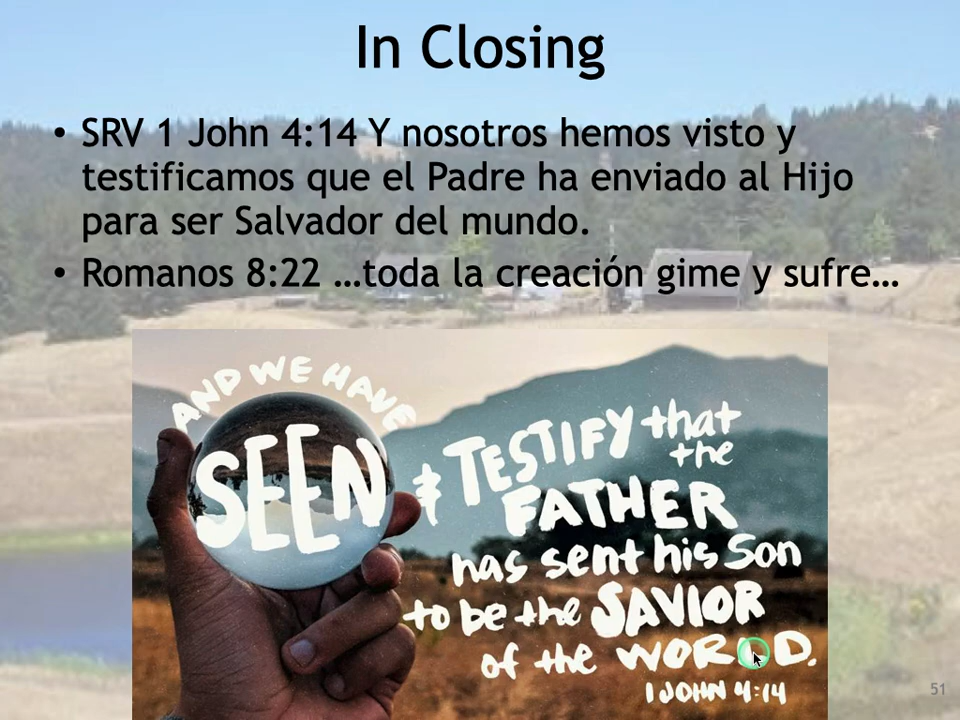 In Closing
• SRV 1 John 4:14 Y nosotros hemos visto y
testificamos que el Padre ha enviado al Hijo
para ser Salvador del mundo.
• Romanos 8:22 …toda la creación gime y sufre…
AND WE HAVE
SEEN & TESTIFY that
the
FATHER
has sent his Son
to be the SAVIOR
of the WORLD.
1 JOHN 4:14
51